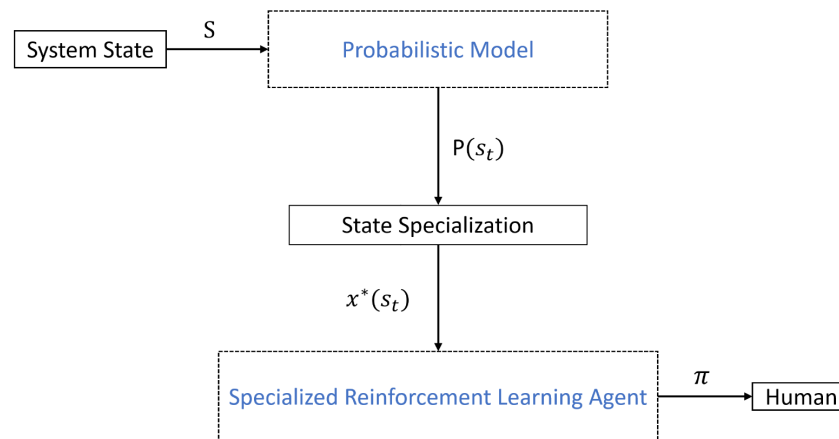 S
System State
Probabilistic Model
P(s_t)
State Specialization
x*(s_t)
π
Specialized Reinforcement Learning Agent
Human